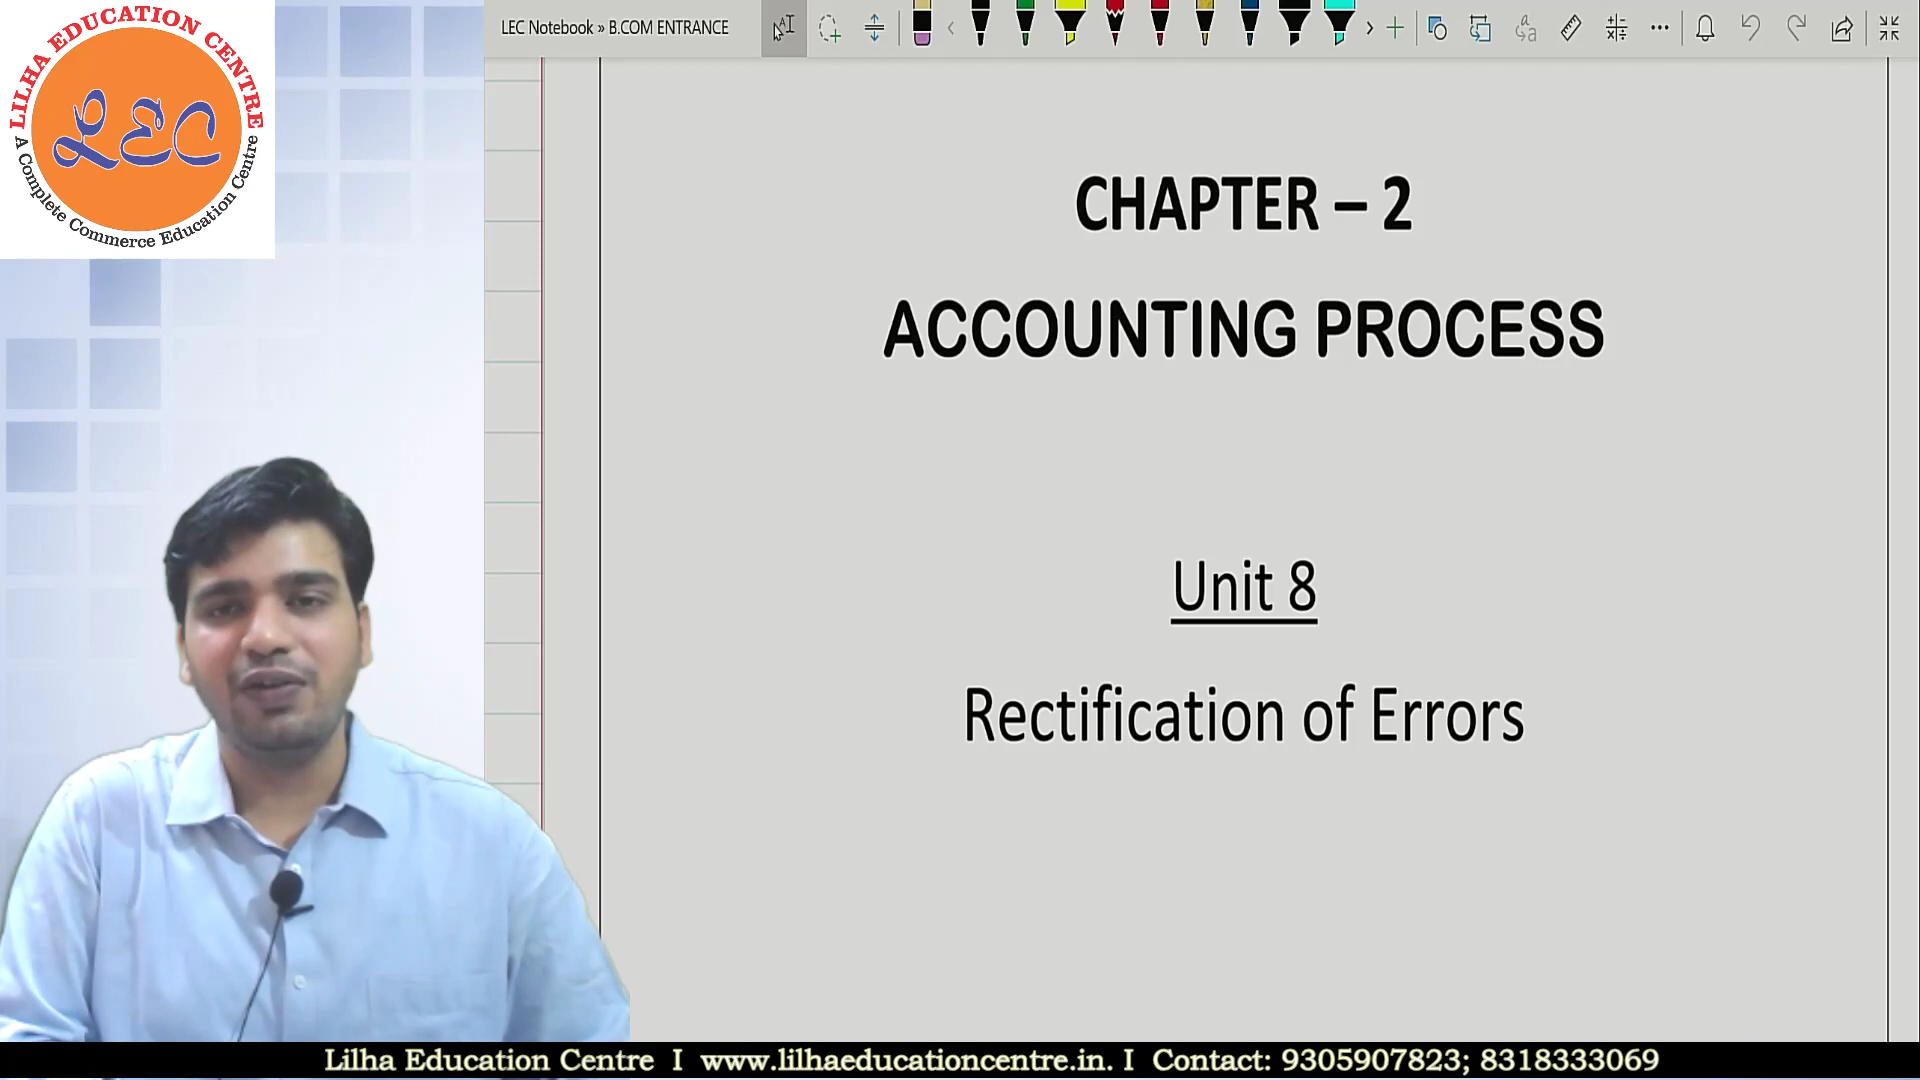 LILHA EDUCATION CENTRE
LEC
A Complete Commerce Education Centre
LEC Notebook » B.COM ENTRANCE
CHAPTER – 2
ACCOUNTING PROCESS
Unit 8
Rectification of Errors
Lilha Education Centre I www.lilhaeducationcentre.in. I Contact: 9305907823; 8318333069